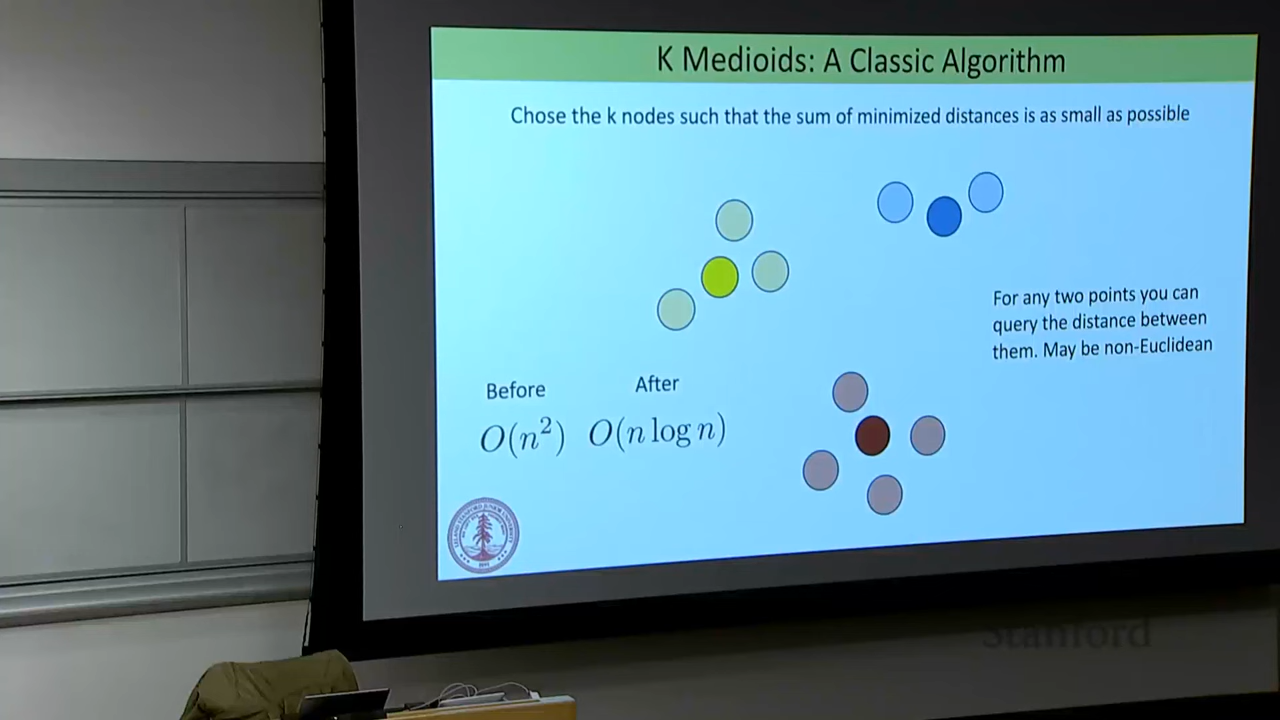 K Medioids: A Classic Algorithm
Chose the k nodes such that the sum of minimized distances is as small as possible
For any two points you can
query the distance between
them. May be non-Euclidean
Before After
O(n²) O(n log n)
Stanford